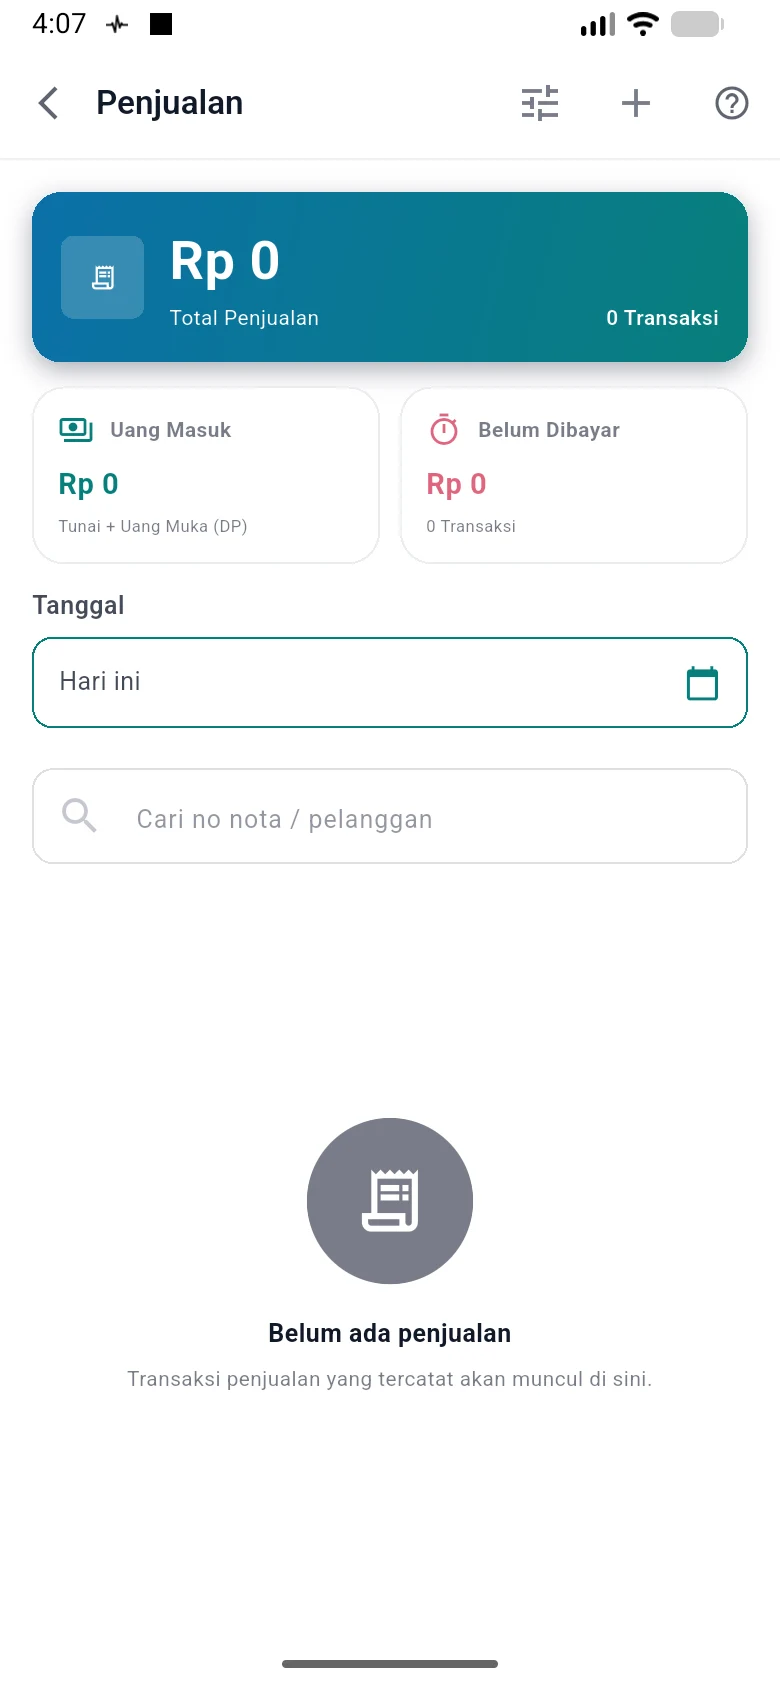 4:07
Penjualan
Rp 0
Total Penjualan
0 Transaksi
Uang Masuk
Rp 0
Tunai + Uang Muka (DP)
Belum Dibayar
Rp 0
0 Transaksi
Tanggal
Hari ini
Cari no nota / pelanggan
Belum ada penjualan
Transaksi penjualan yang tercatat akan muncul di sini.